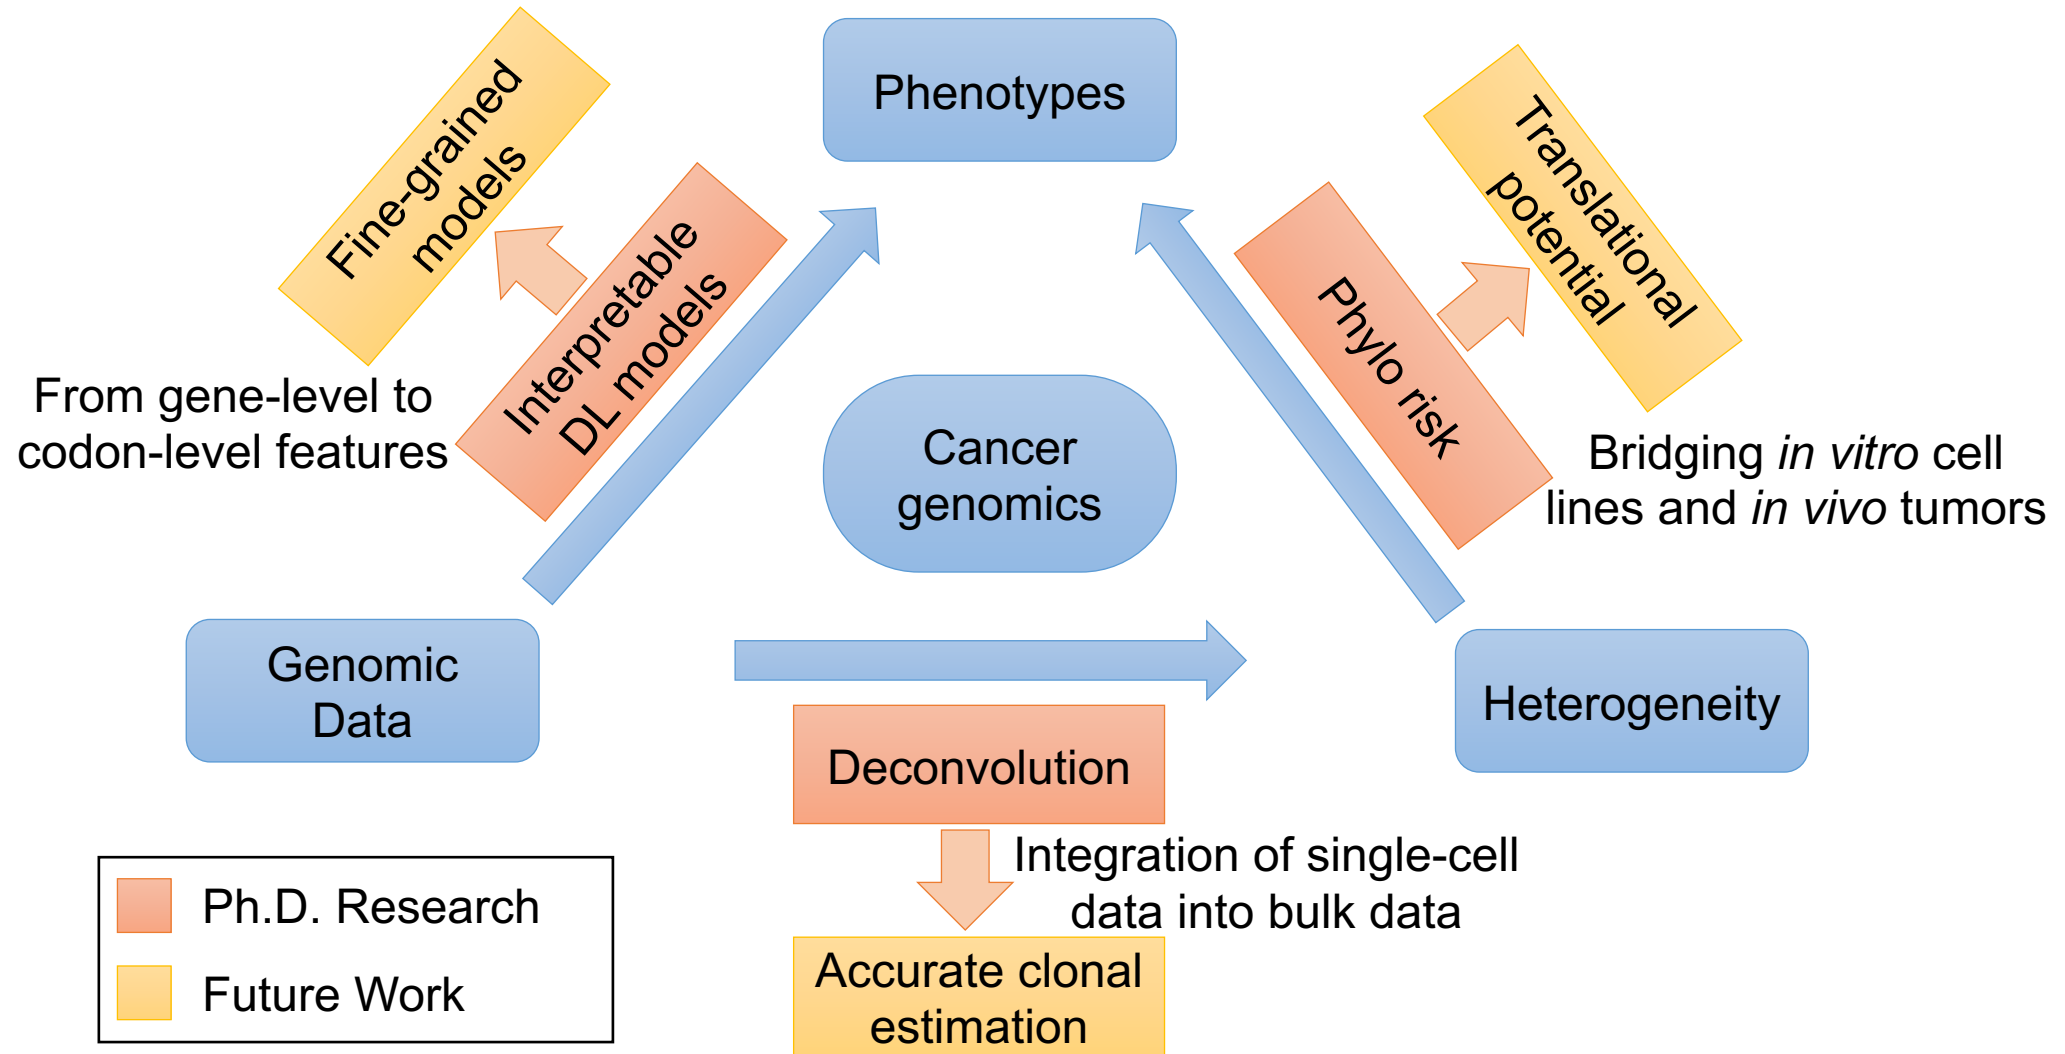 Phenotypes
Fine-grained
models
Interpretable
DL models
From gene-level to
codon-level features
Translational
potential
Phylo risk
Bridging in vitro cell
lines and in vivo tumors
Cancer
genomics
Genomic
Data
Heterogeneity
Deconvolution
Integration of single-cell
data into bulk data
Accurate clonal
estimation
Ph.D. Research
Future Work